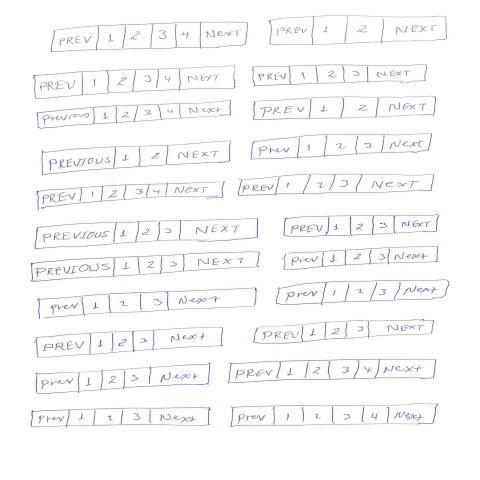 PREV 1 2 3 4 NEXT PREV 1 2 NEXT
PREV 1 2 3 4 NEXT PREV 1 2 3 NEXT
Previous 1 2 3 4 Next PREV 1 2 NEXT
PREVIOUS 1 2 NEXT Prev 1 2 3 Next
PREV 1 2 3 4 NEXT PREV 1 2 3 NEXT
PREVIOUS 1 2 3 NEXT PREV 1 2 3 NEXT
PREVIOUS 1 2 3 NEXT Prev 1 2 3 Next
Prev 1 2 3 Next Prev 1 2 3 Next
PREV 1 2 3 Next PREV 1 2 3 NEXT
Prev 1 2 3 Next PREV 1 2 3 4 Next
Prev 1 2 3 Next Prev 1 2 3 4 Next